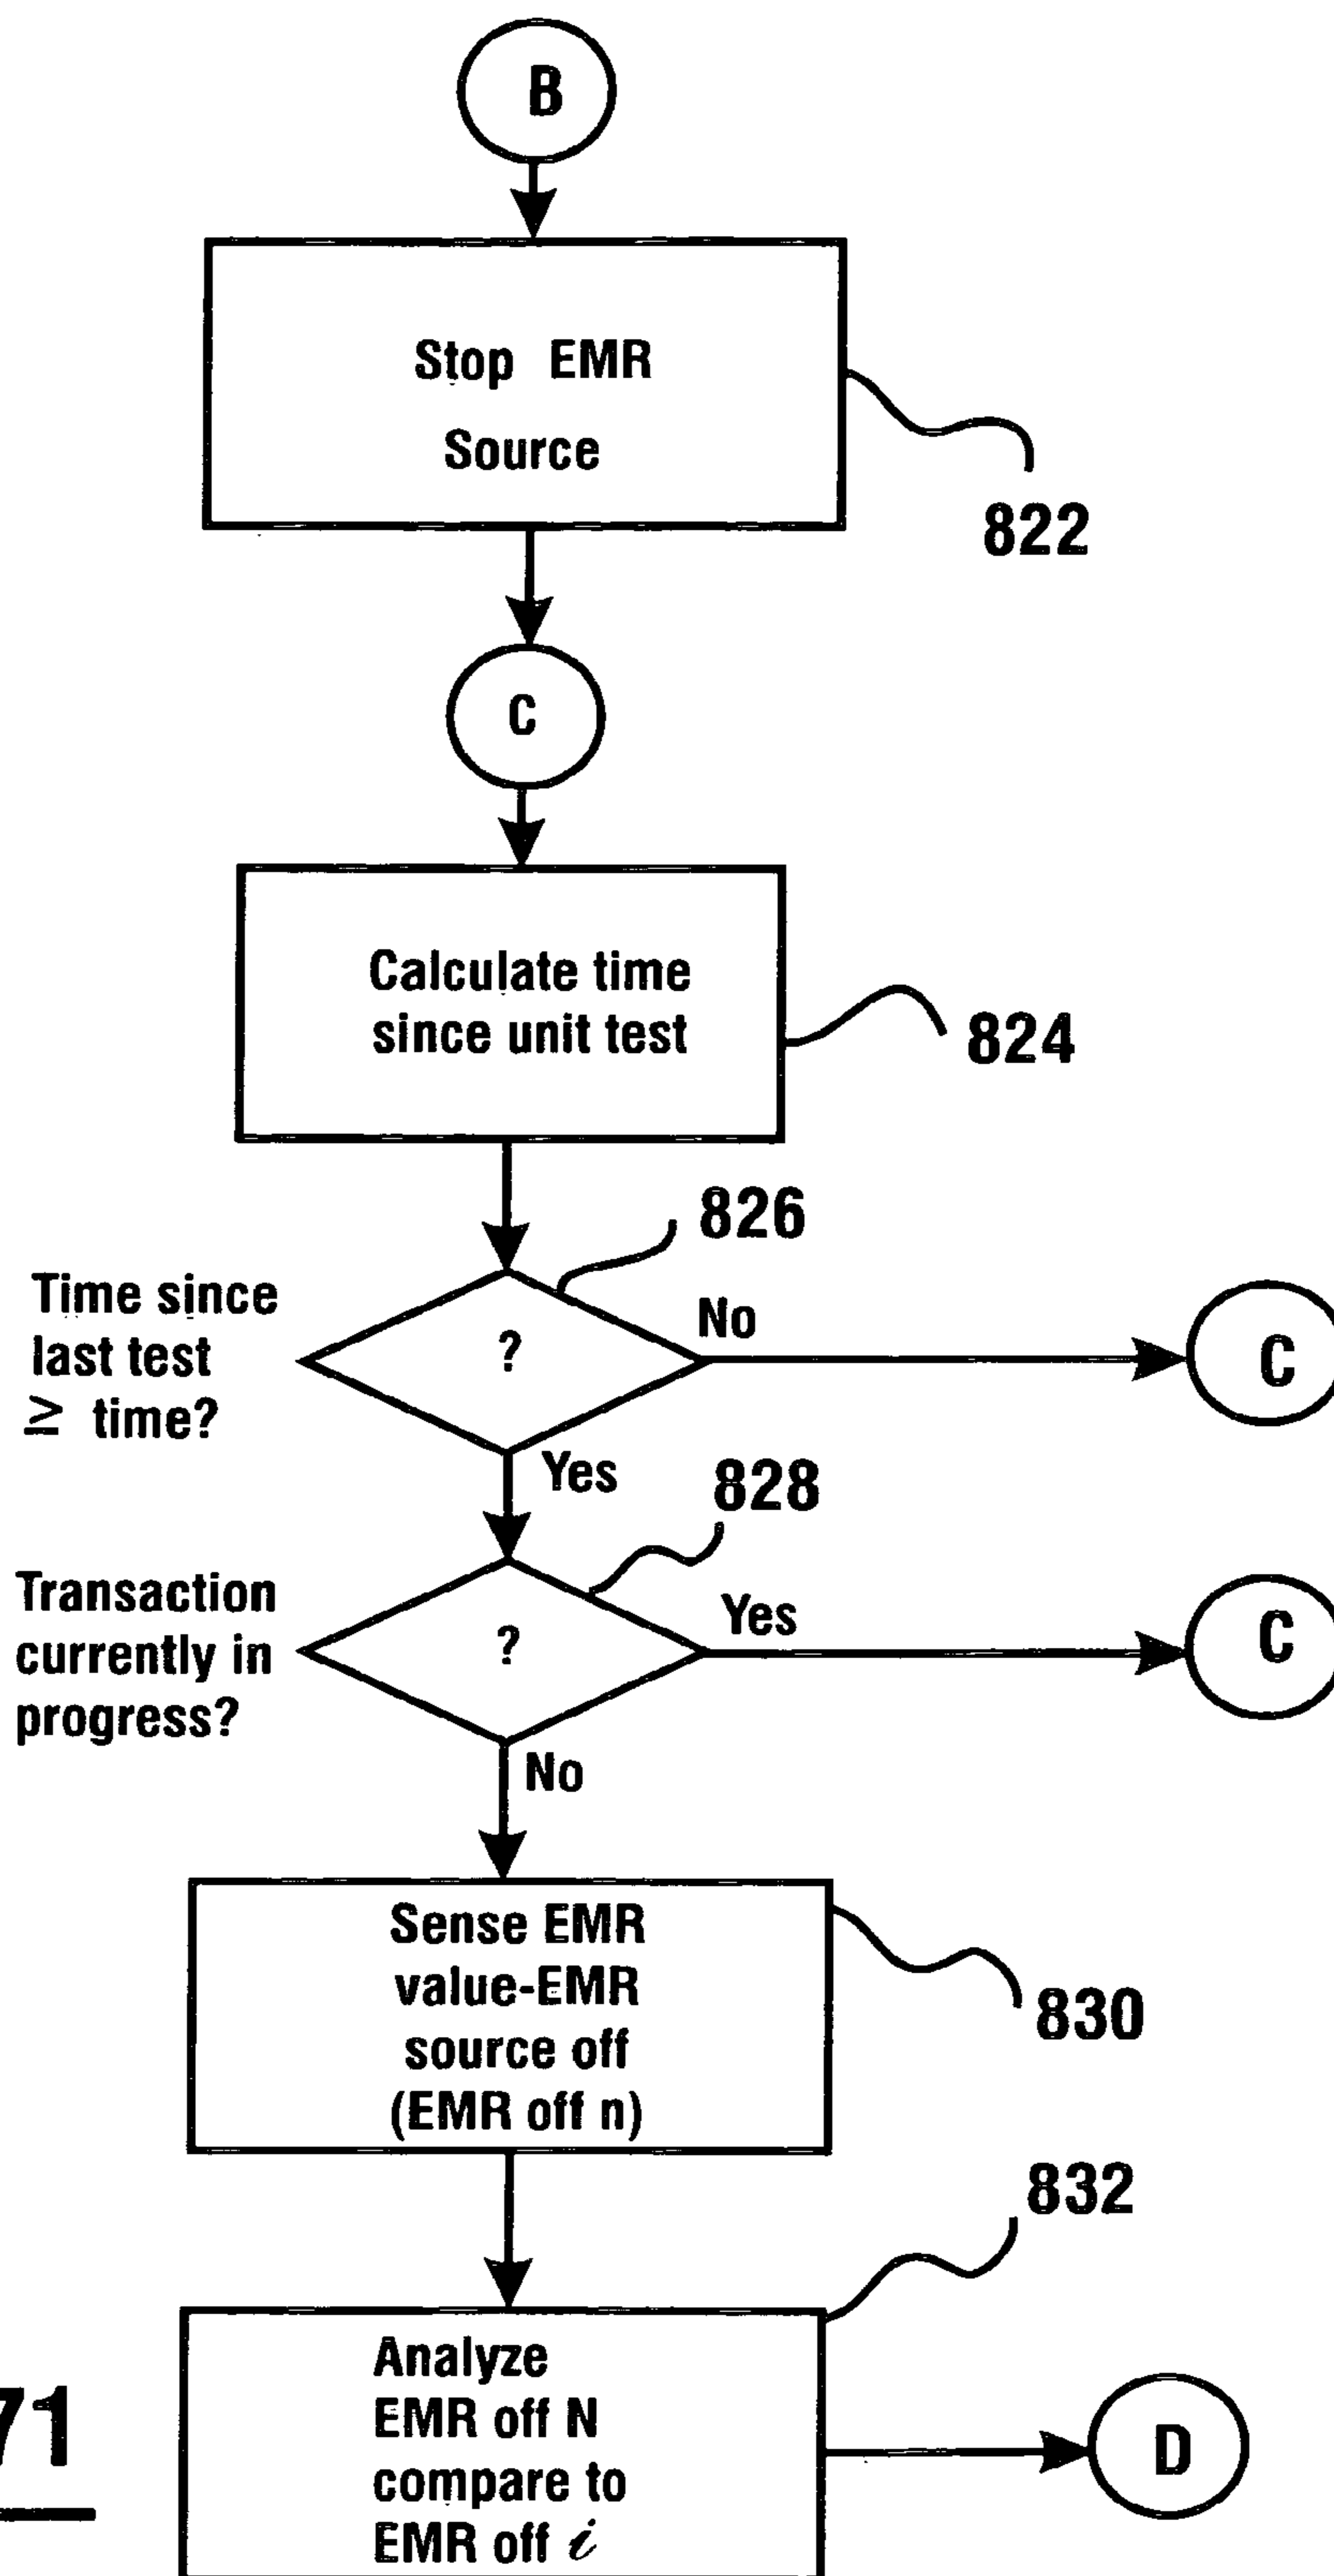 B
Stop EMR
Source
822
C
Calculate time
since unit test
824
826
Time since
last test
≥ time?
?
No
C
Yes
828
Transaction
currently in
progress?
?
Yes
C
No
Sense EMR
value-EMR
source off
(EMR off n)
830
832
Analyze
EMR off N
compare to
EMR off i
D
71